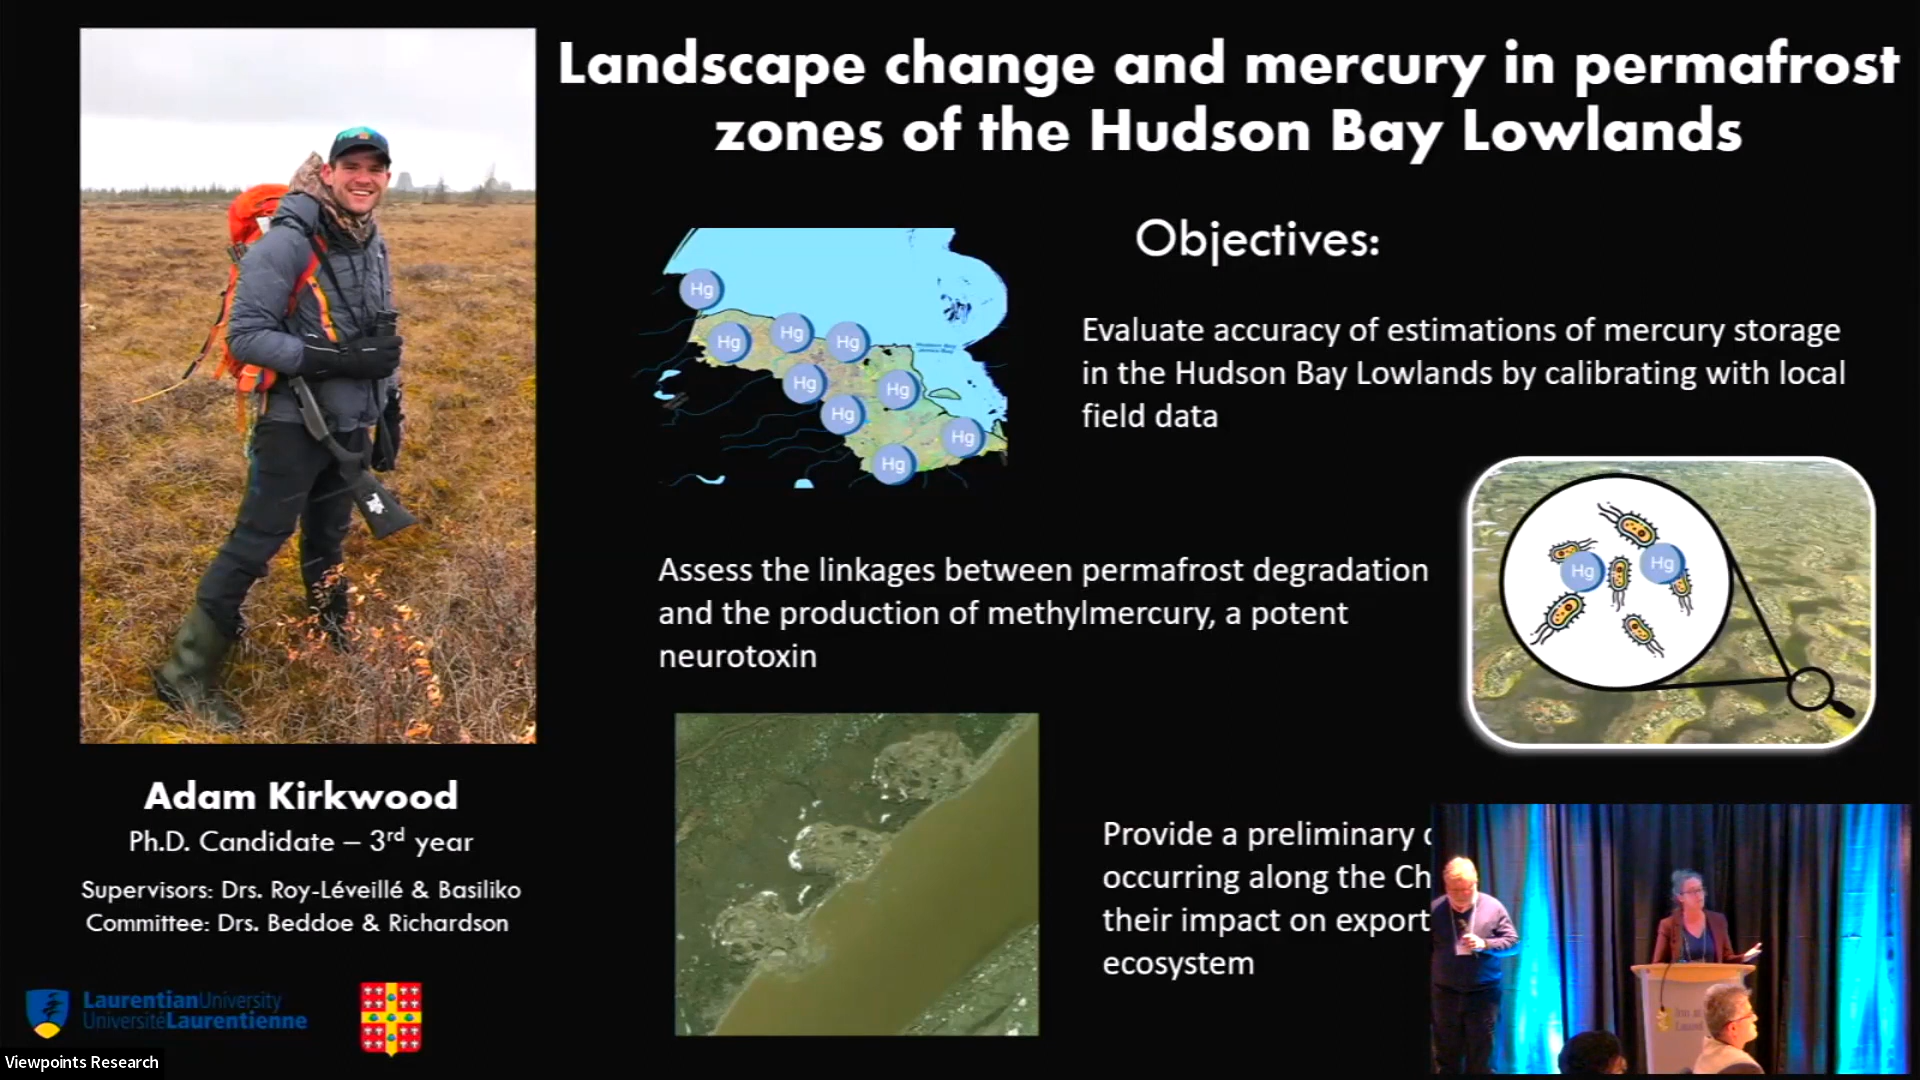 Landscape change and mercury in permafrost
zones of the Hudson Bay Lowlands
Objectives:
Hg
Hg
Hg
Hg
Hg
Hg
Hg
Hg
Hg
Evaluate accuracy of estimations of mercury storage
in the Hudson Bay Lowlands by calibrating with local
field data
Assess the linkages between permafrost degradation
and the production of methylmercury, a potent
neurotoxin
Hg
Hg
Provide a preliminary
occurring along the Ch
their impact on export
ecosystem
Adam Kirkwood
Ph.D. Candidate – 3rd year
Supervisors: Drs. Roy-Léveillé & Basiliko
Committee: Drs. Beddoe & Richardson
LaurentianUniversity
UniversitéLaurentienne
Viewpoints Research